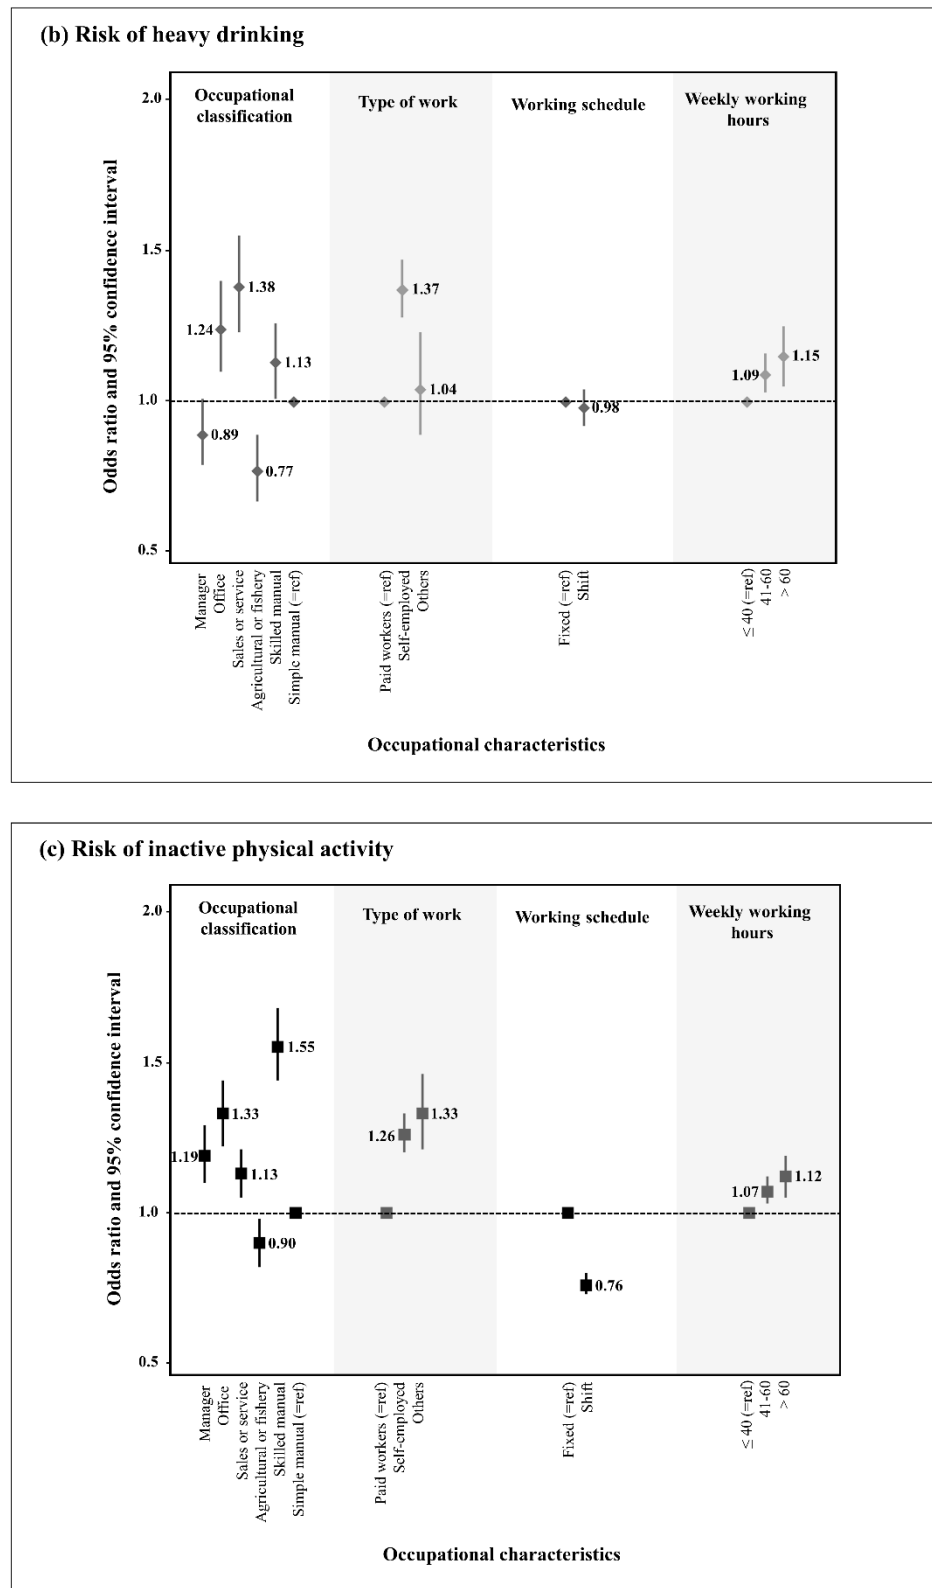 (b) Risk of heavy drinking
Occupational
classification
Type of work
Working schedule
Weekly working
hours
Odds ratio and 95% confidence interval
2.0
1.5
1.0
0.5
0.89
1.24
1.38
0.77
1.13
1.37
1.04
0.98
1.09
1.15
Manager
Office
Sales or service
Agricultural or fishery
Skilled manual
Simple manual (=ref)
Paid workers (=ref)
Self-employed
Others
Fixed (=ref)
Shift
≤ 40 (=ref)
41-60
> 60
Occupational characteristics
(c) Risk of inactive physical activity
Occupational
classification
Type of work
Working schedule
Weekly working
hours
Odds ratio and 95% confidence interval
2.0
1.5
1.0
0.5
1.19
1.33
1.13
0.90
1.55
1.26
1.33
0.76
1.07
1.12
Manager
Office
Sales or service
Agricultural or fishery
Skilled manual
Simple manual (=ref)
Paid workers (=ref)
Self-employed
Others
Fixed (=ref)
Shift
≤ 40 (=ref)
41-60
> 60
Occupational characteristics